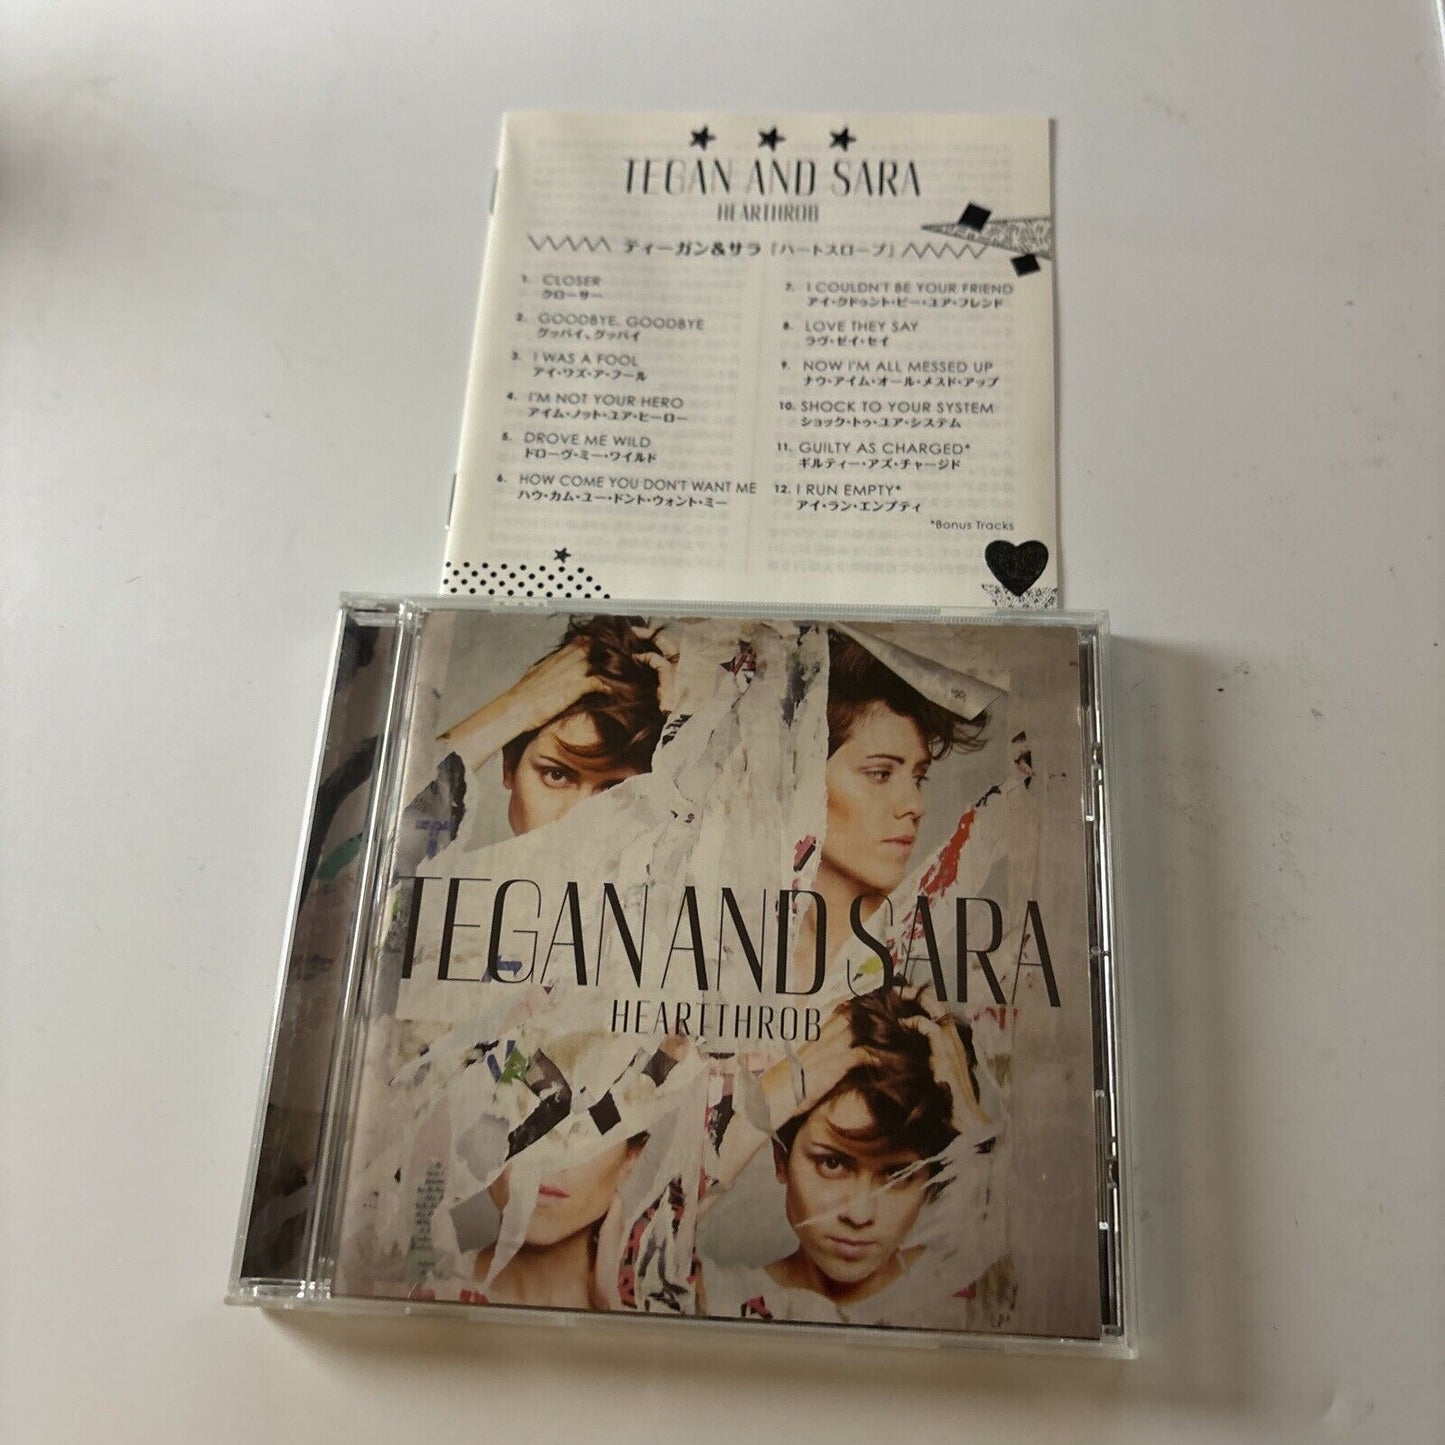 TEGAN AND SARA
HEARTHROB
ティーガン&サラ「ハートスローブ」
1. CLOSER
クローサー
2. GOODBYE, GOODBYE
グッバイ、グッバイ
3. I WAS A FOOL
アイ・ワズ・ア・フール
4. I'M NOT YOUR HERO
アイム・ノット・ユア・ヒーロー
5. DROVE ME WILD
ドローヴ・ミー・ワイルド
6. HOW COME YOU DON'T WANT ME
ハウ・カム・ユー・ドント・ウォント・ミー
7. I COULDN'T BE YOUR FRIEND
アイ・クドゥント・ビー・ユア・フレンド
8. LOVE THEY SAY
ラヴ・ゼイ・セイ
9. NOW I'M ALL MESSED UP
ナウ・アイム・オール・メスド・アップ
10. SHOCK TO YOUR SYSTEM
ショック・トゥ・ユア・システム
11. GUILTY AS CHARGED*
ギルティー・アズ・チャージド
12. I RUN EMPTY*
アイ・ラン・エンプティ
*Bonus Tracks
TEGAN AND SARA
HEARTTHROB